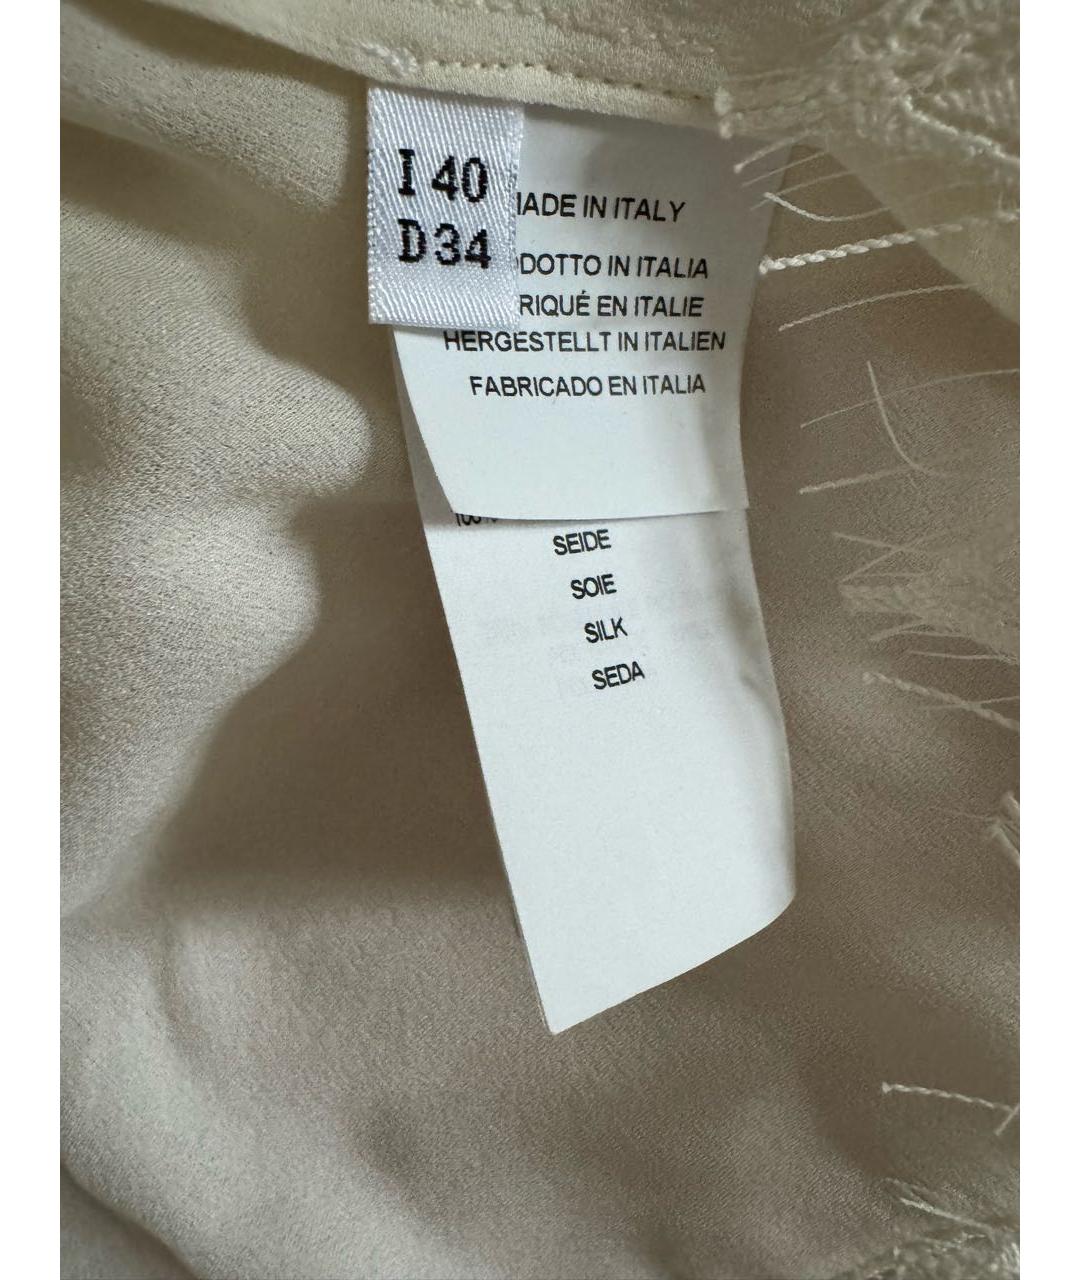 I 40
D34
IADE IN ITALY
DOTTO IN ITALIA
RIQUÉ EN ITALIE
HERGESTELLT IN ITALIEN
FABRICADO EN ITALIA
SEIDE
SOIE
SILK
SEDA